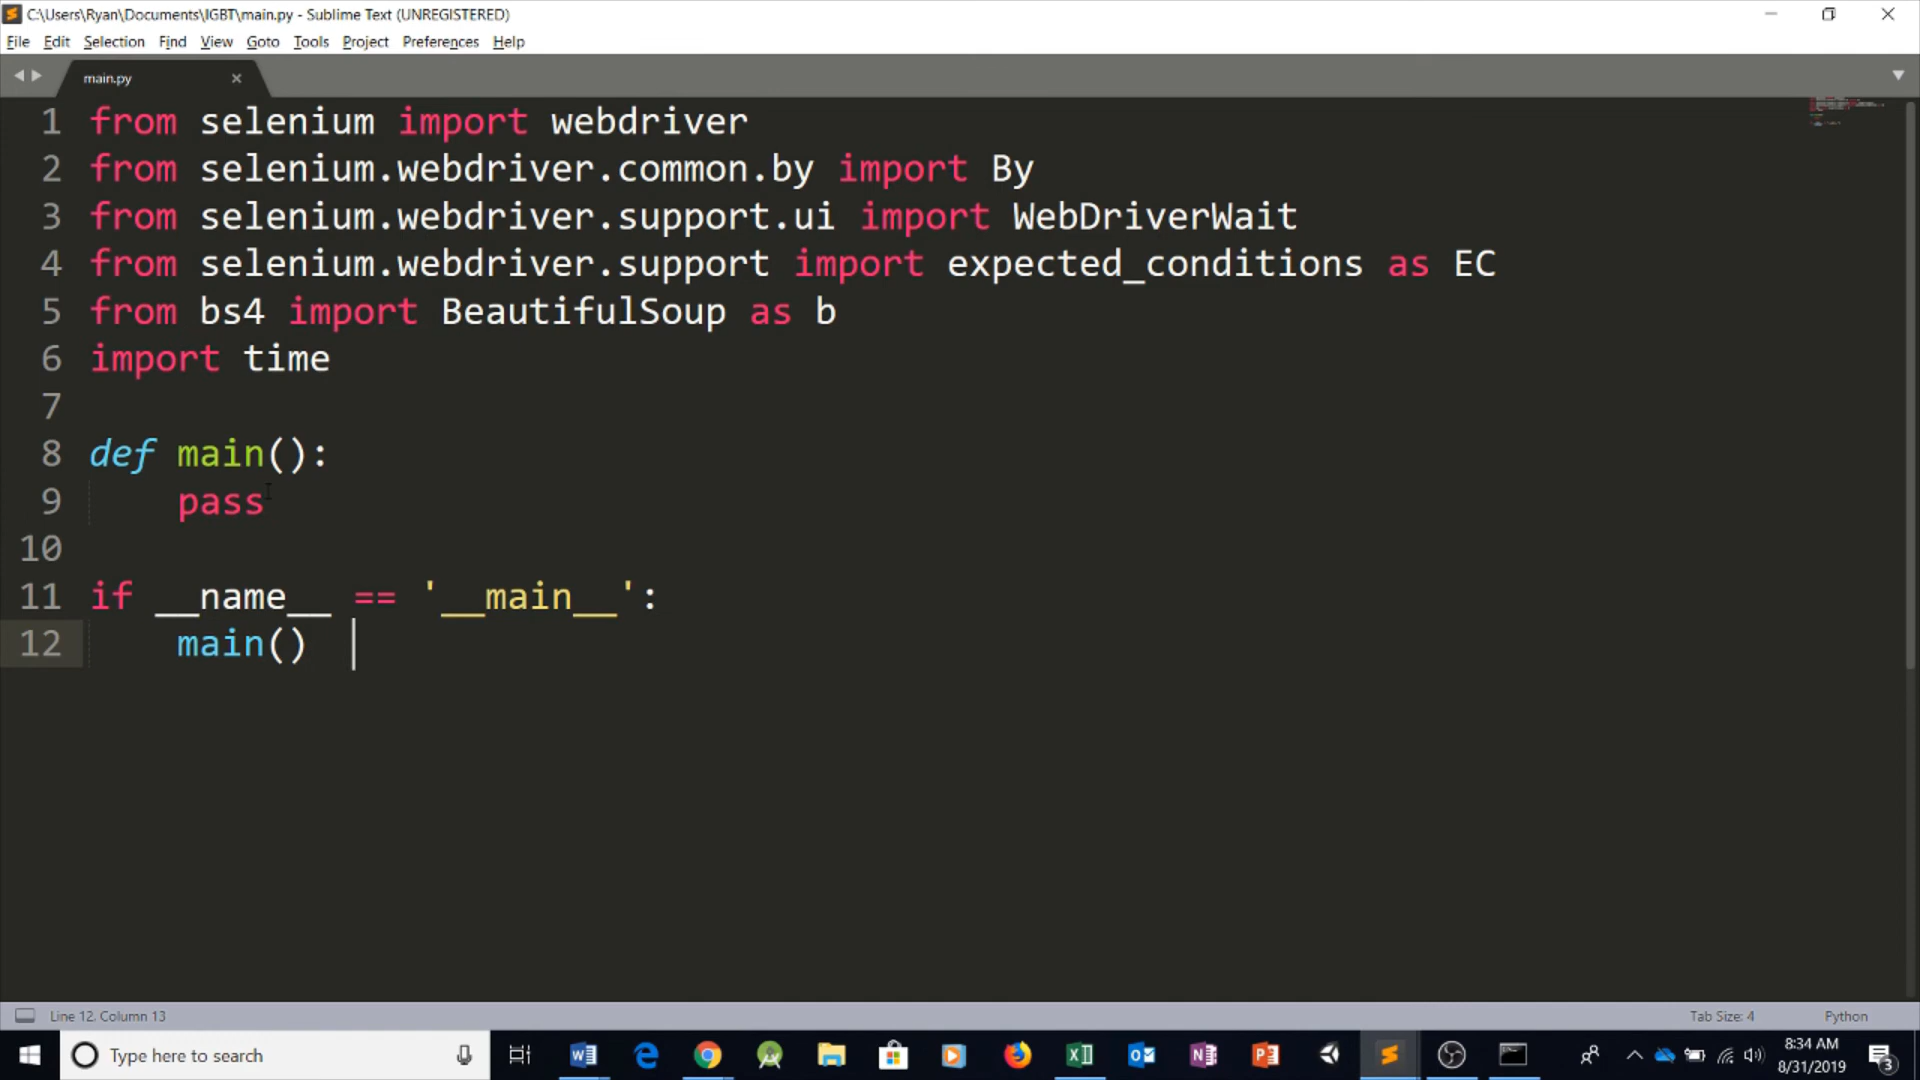 C:\Users\Ryan\Documents\IGBT\main.py - Sublime Text (UNREGISTERED)
File Edit Selection Find View Goto Tools Project Preferences Help
main.py
1 from selenium import webdriver
2 from selenium.webdriver.common.by import By
3 from selenium.webdriver.support.ui import WebDriverWait
4 from selenium.webdriver.support import expected_conditions as EC
5 from bs4 import BeautifulSoup as b
6 import time
7
8 def main():
9     pass
10
11 if __name__ == '__main__':
12     main()
Line 12, Column 13
Tab Size: 4
Python
Type here to search
8:34 AM
8/31/2019
3